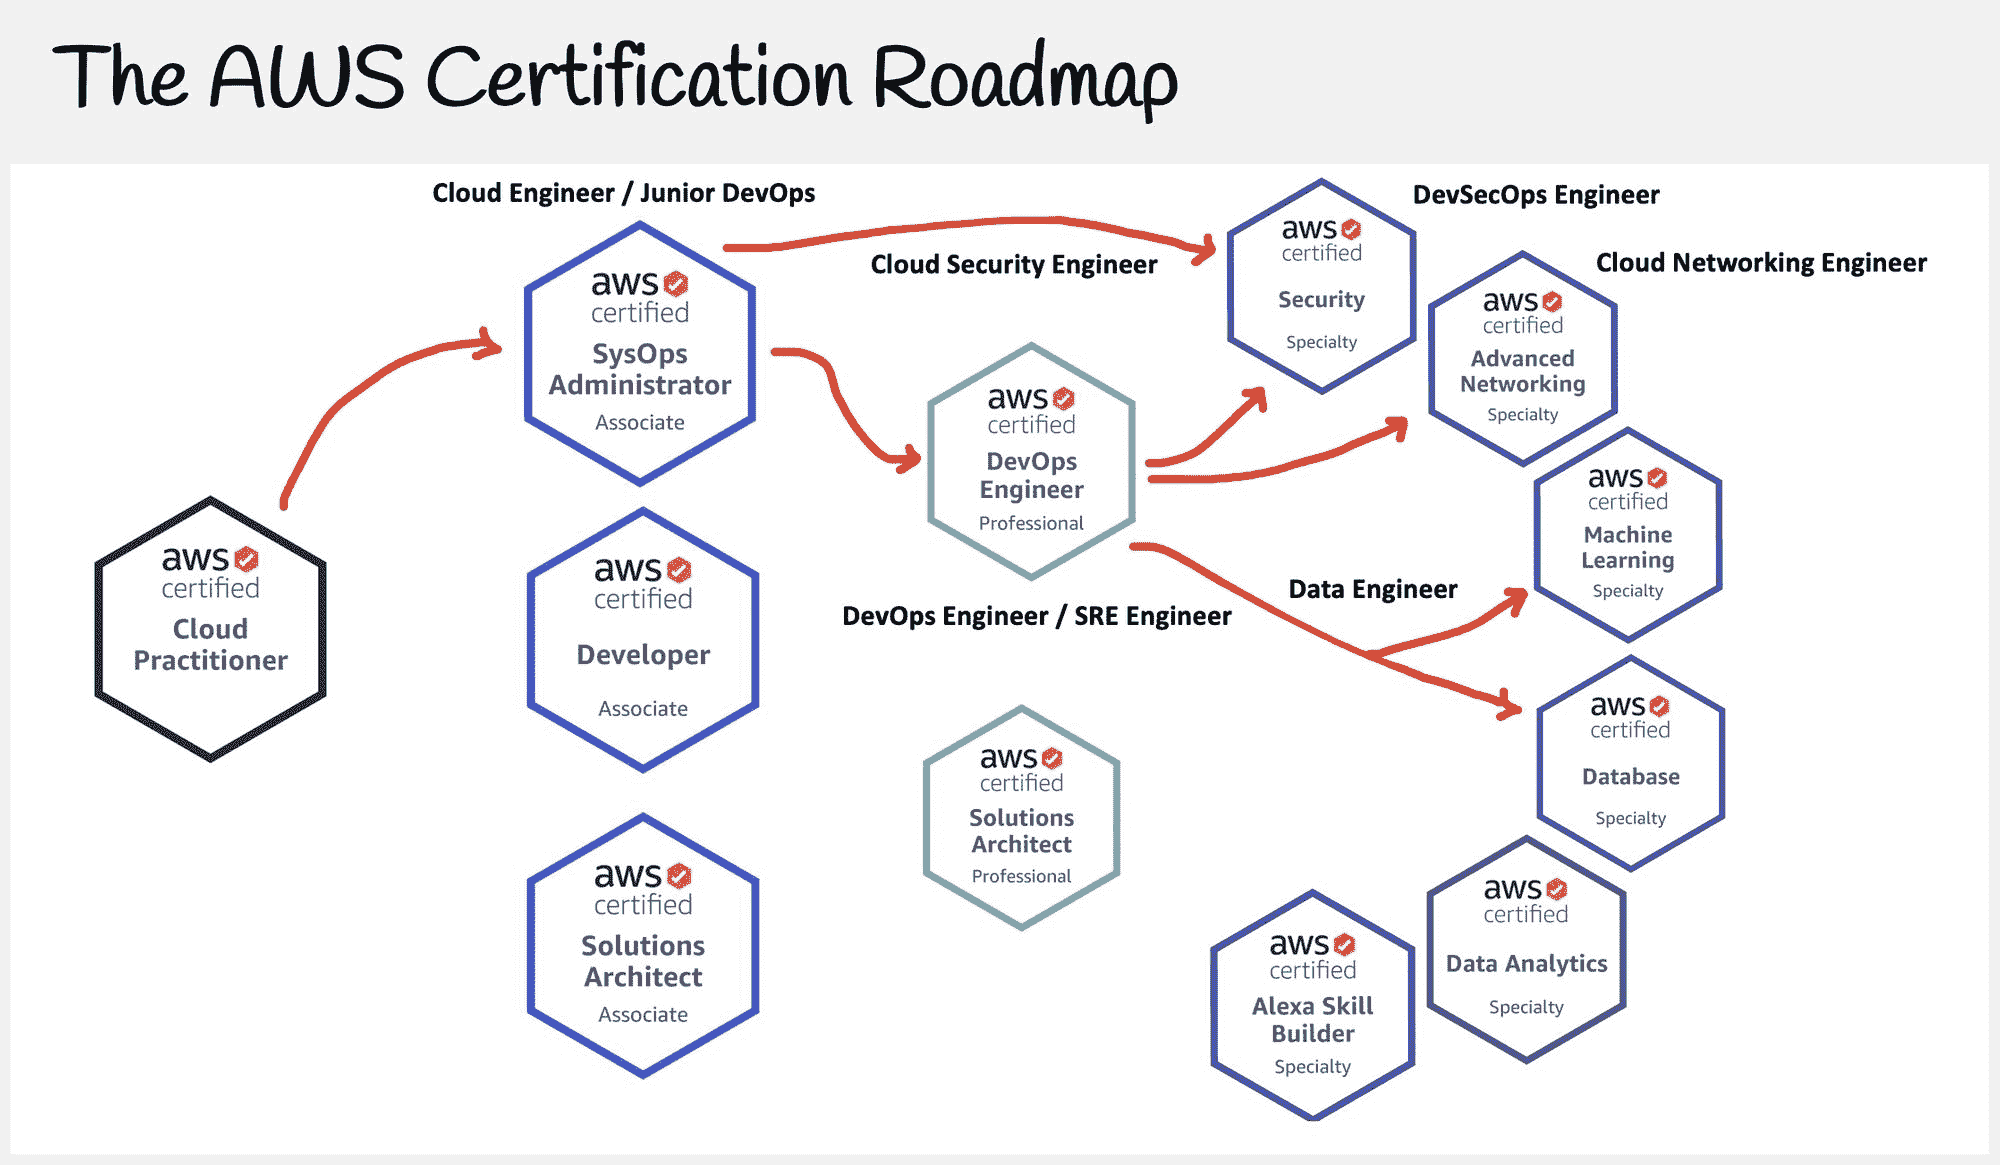 The AWS Certification Roadmap
Cloud Engineer / Junior DevOps
aws
certified
SysOps
Administrator
Associate
Cloud Security Engineer
aws
certified
Security
Specialty
DevSecOps Engineer
Cloud Networking Engineer
aws
certified
Advanced
Networking
Specialty
aws
certified
DevOps
Engineer
Professional
DevOps Engineer / SRE Engineer
aws
certified
Machine
Learning
Specialty
Data Engineer
aws
certified
Cloud
Practitioner
aws
certified
Developer
Associate
aws
certified
Database
Specialty
aws
certified
Solutions
Architect
Professional
aws
certified
Solutions
Architect
Associate
aws
certified
Data Analytics
Specialty
aws
certified
Alexa Skill
Builder
Specialty